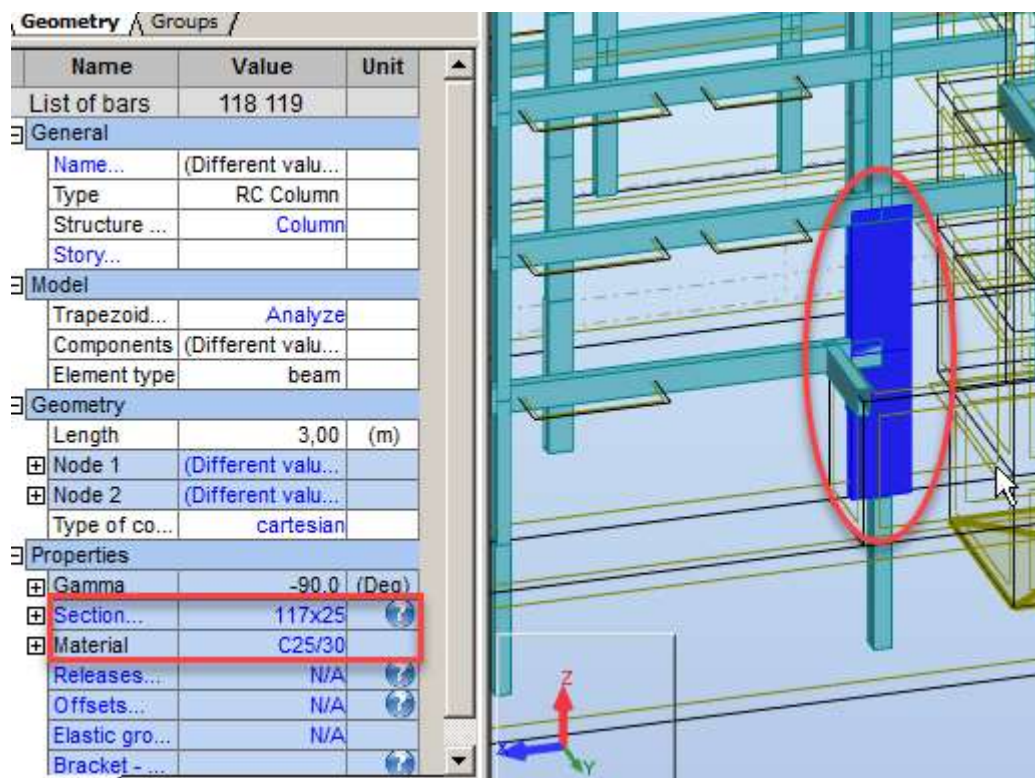 Geometry Groups
Name Value Unit
List of bars 118 119
General
Name... (Different valu...
Type RC Column
Structure ... Column
Story...
Model
Trapezoid... Analyze
Components (Different valu...
Element type beam
Geometry
Length 3,00 (m)
Node 1 (Different valu...
Node 2 (Different valu...
Type of co... cartesian
Properties
Gamma -90.0 (Deg)
Section... 117x25
Material C25/30
Releases... N/A
Offsets... N/A
Elastic gro... N/A
Bracket - ...
Z
X
Y